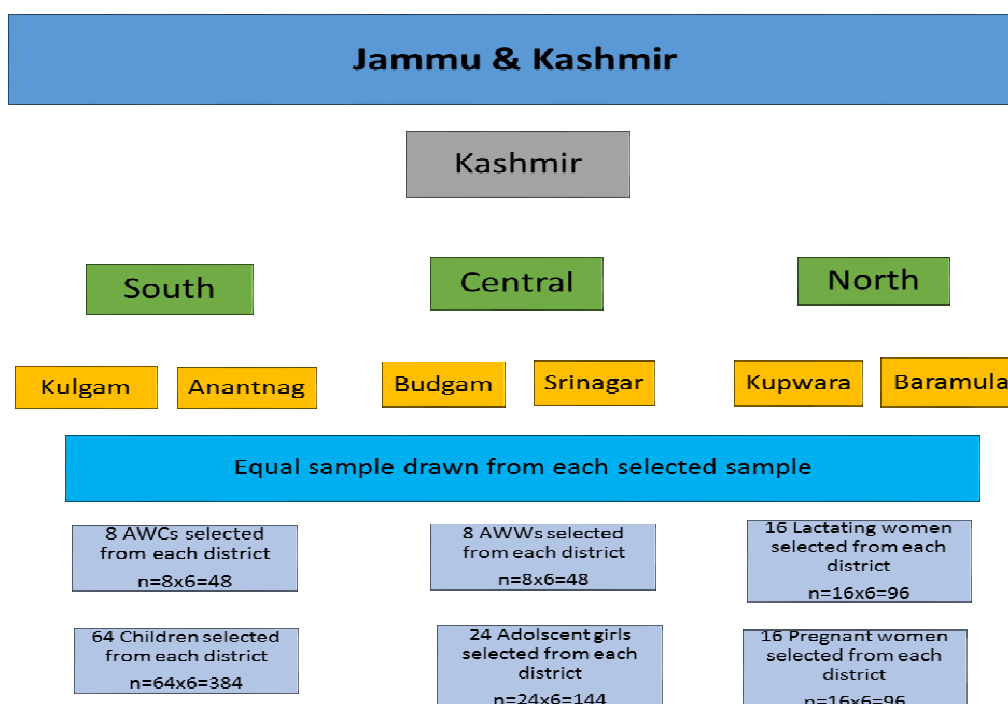 Jammu & Kashmir
Kashmir
South
Central
North
Kulgam
Anantnag
Budgam
Srinagar
Kupwara
Baramula
Equal sample drawn from each selected sample
8 AWCs selected
from each district
n=8x6=48
8 AWWs selected
from each district
n=8x6=48
16 Lactating women
selected from each
district
n=16x6=96
64 Children selected
from each district
n=64x6=384
24 Adolscent girls
selected from each
district
n=24x6=144
16 Pregnant women
selected from each
district
n=16x6=96